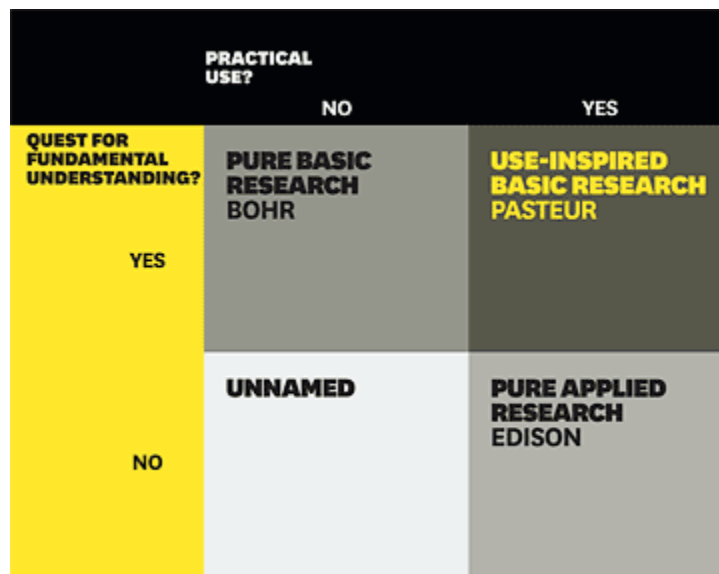 PRACTICAL
USE?
NO
YES
QUEST FOR
FUNDAMENTAL
UNDERSTANDING?
YES
PURE BASIC
RESEARCH
BOHR
USE-INSPIRED
BASIC RESEARCH
PASTEUR
NO
UNNAMED
PURE APPLIED
RESEARCH
EDISON